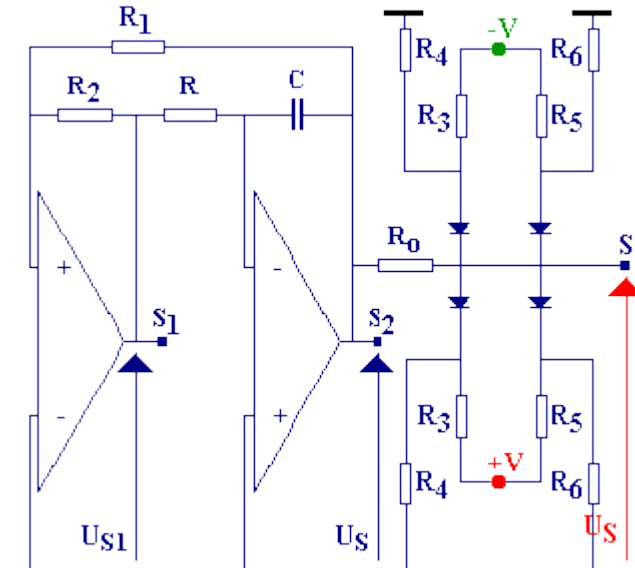 R1
-V
R4
R6
R2
R
C
R3
R5
R0
S
+
-
S1
S2
-
+
R3
R5
+V
R4
R6
US1
US
US